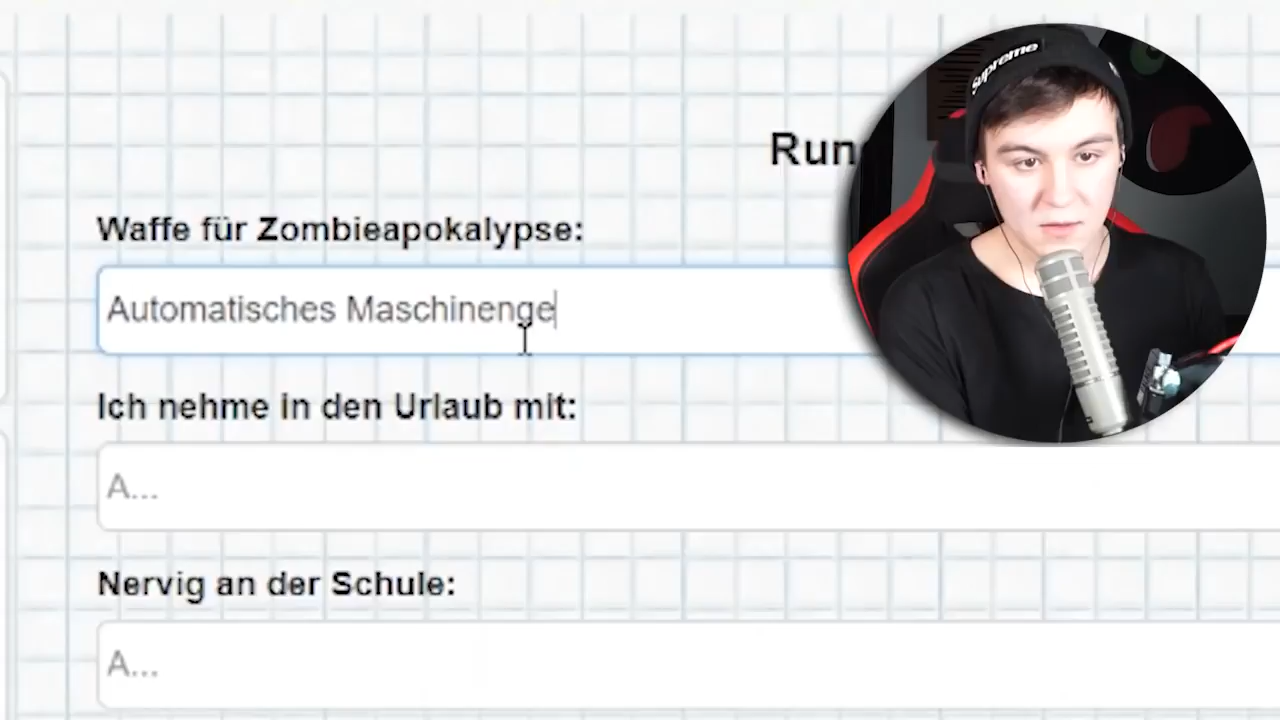 Supreme
Run
Waffe für Zombieapokalypse:
Automatisches Maschinenge
Ich nehme in den Urlaub mit:
A...
Nervig an der Schule:
A...